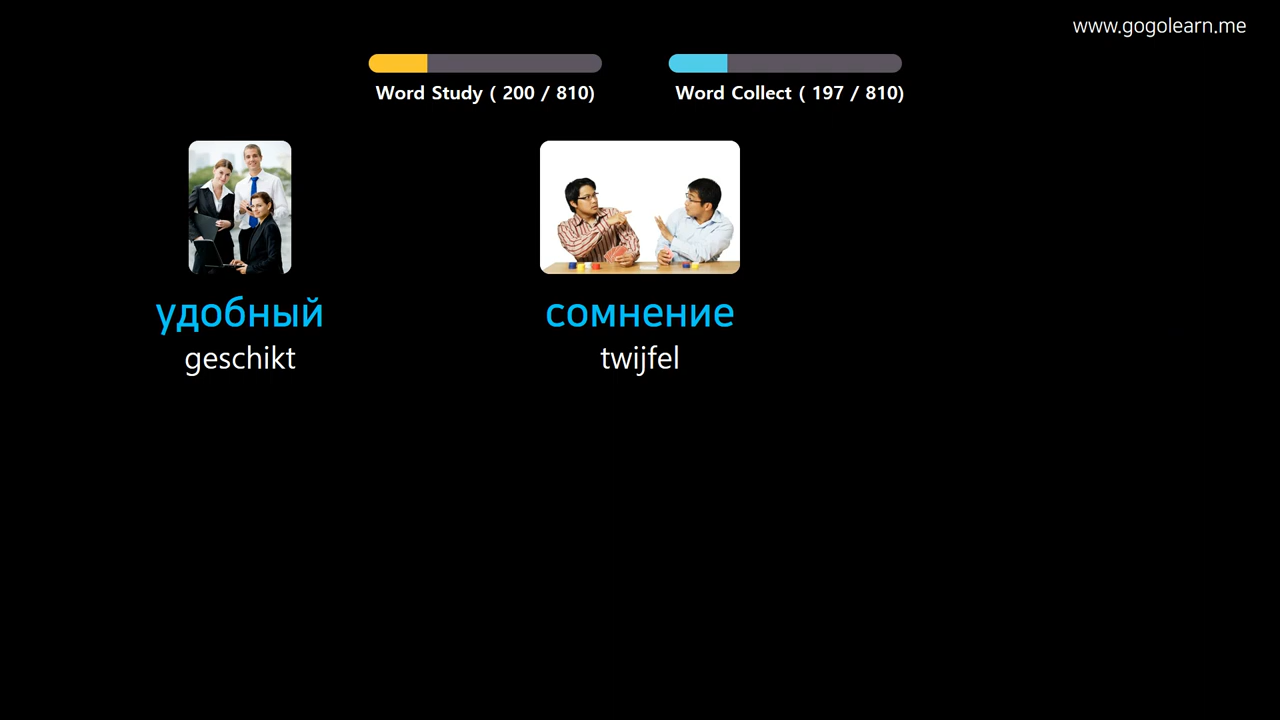 www.gogolearn.me
Word Study ( 200 / 810)
Word Collect ( 197 / 810)
удобный
geschikt
сомнение
twijfel